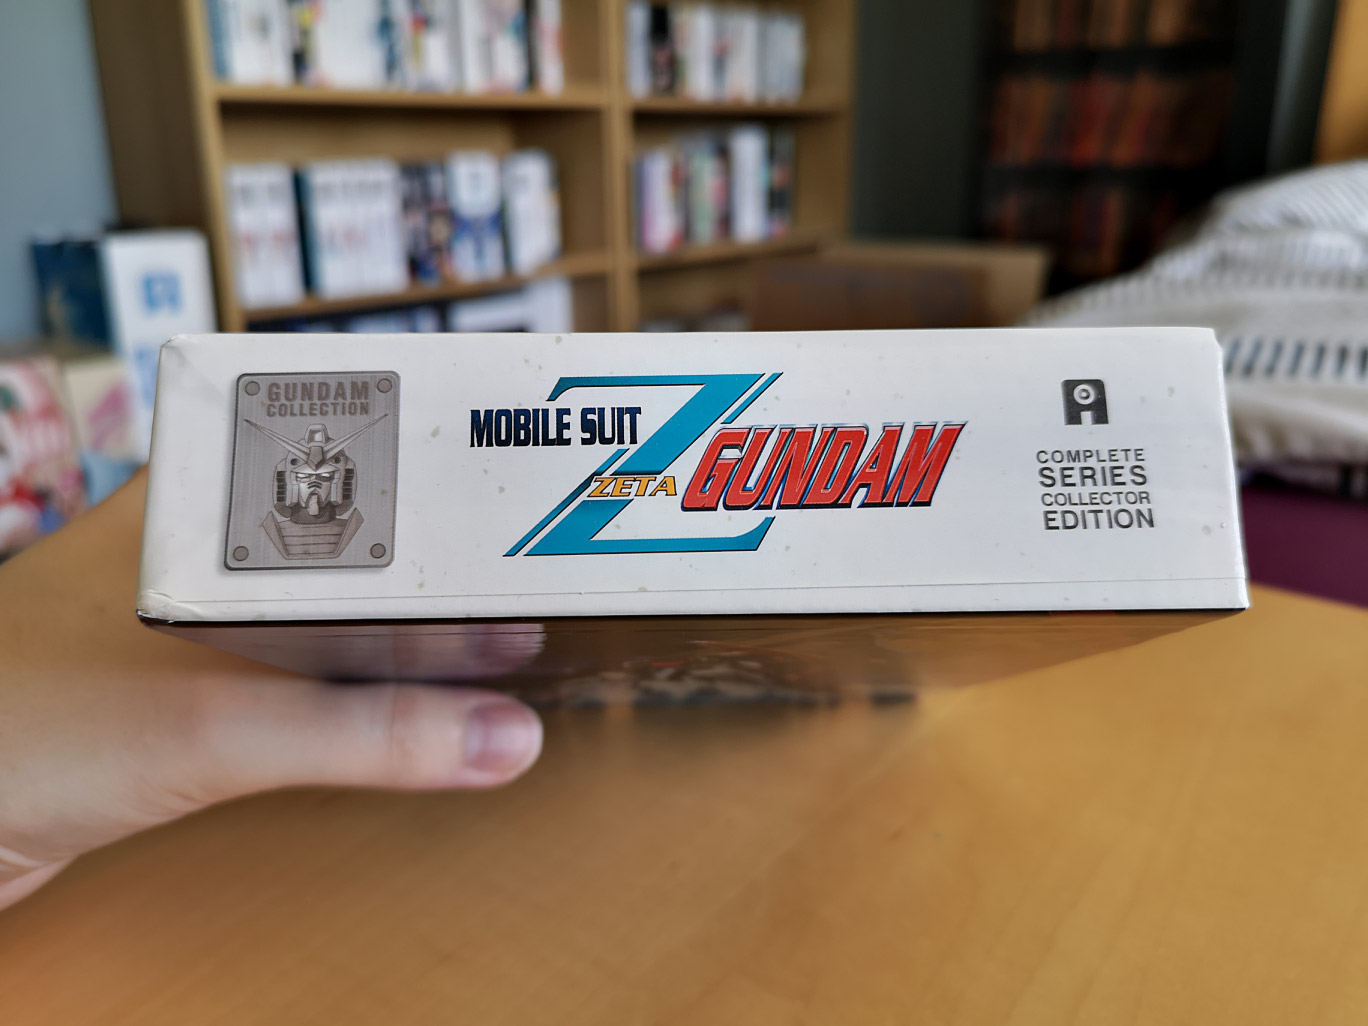 GUNDAM
COLLECTION
MOBILE SUIT
Z
ZETA
GUNDAM
COMPLETE
SERIES
COLLECTOR
EDITION